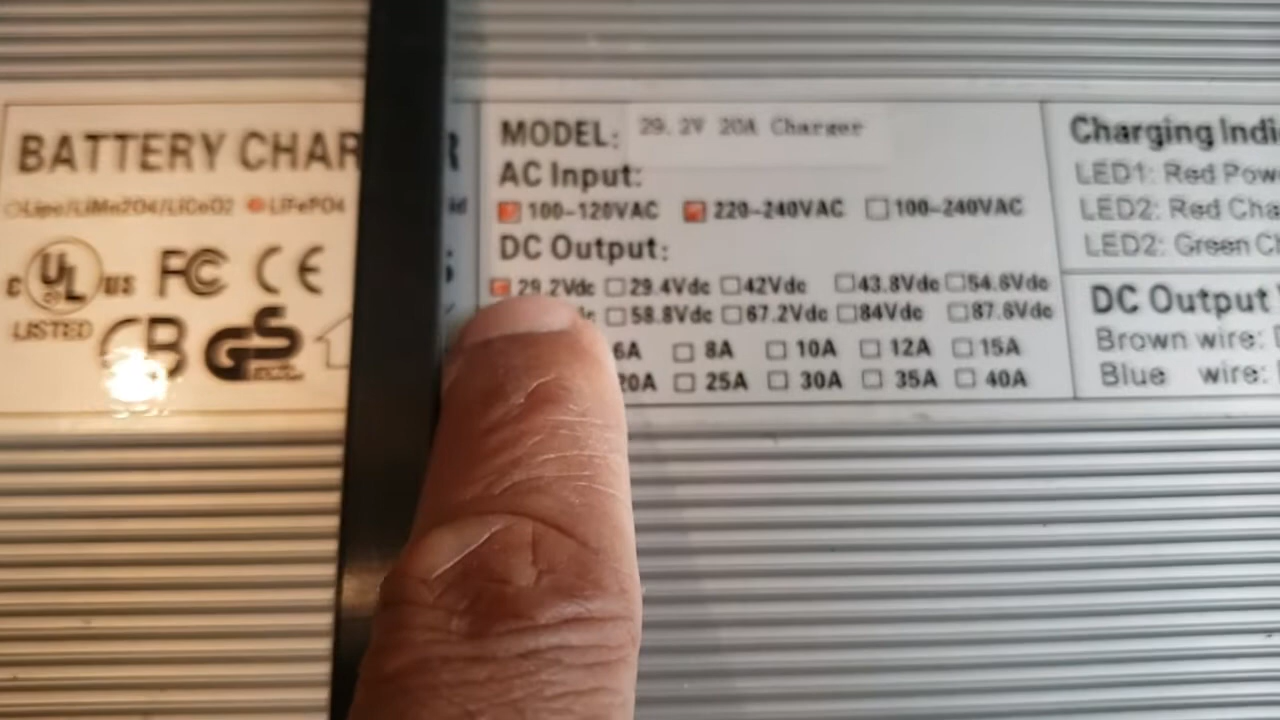 BATTERY CHAR
Lipo/LiMn2O4/LiCoO2 LiFePO4
C UL US FC CE
LISTED CB GS
R
MODEL: 29.2V 20A Charger
AC Input:
100-120VAC 220-240VAC 100-240VAC
DC Output:
29.2Vdc 29.4Vdc 42Vdc 43.8Vdc 54.6Vdc
58.8Vdc 67.2Vdc 84Vdc 87.6Vdc
6A 8A 10A 12A 15A
20A 25A 30A 35A 40A
Charging Indi
LED1: Red Pow
LED2: Red Cha
LED2: Green C
DC Output
Brown wire:
Blue wire: